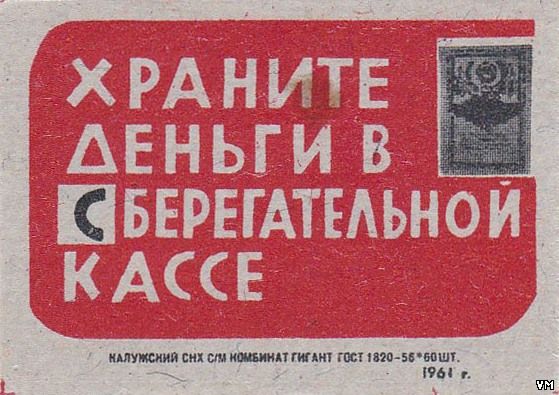 ХРАНИТЕ
ДЕНЬГИ В
СБЕРЕГАТЕЛЬНОЙ
КАССЕ
КАЛУЖСКИЙ СНХ С/М КОМБИНАТ ГИГАНТ ГОСТ 1820-56*60ШТ.
1961 г.
VM